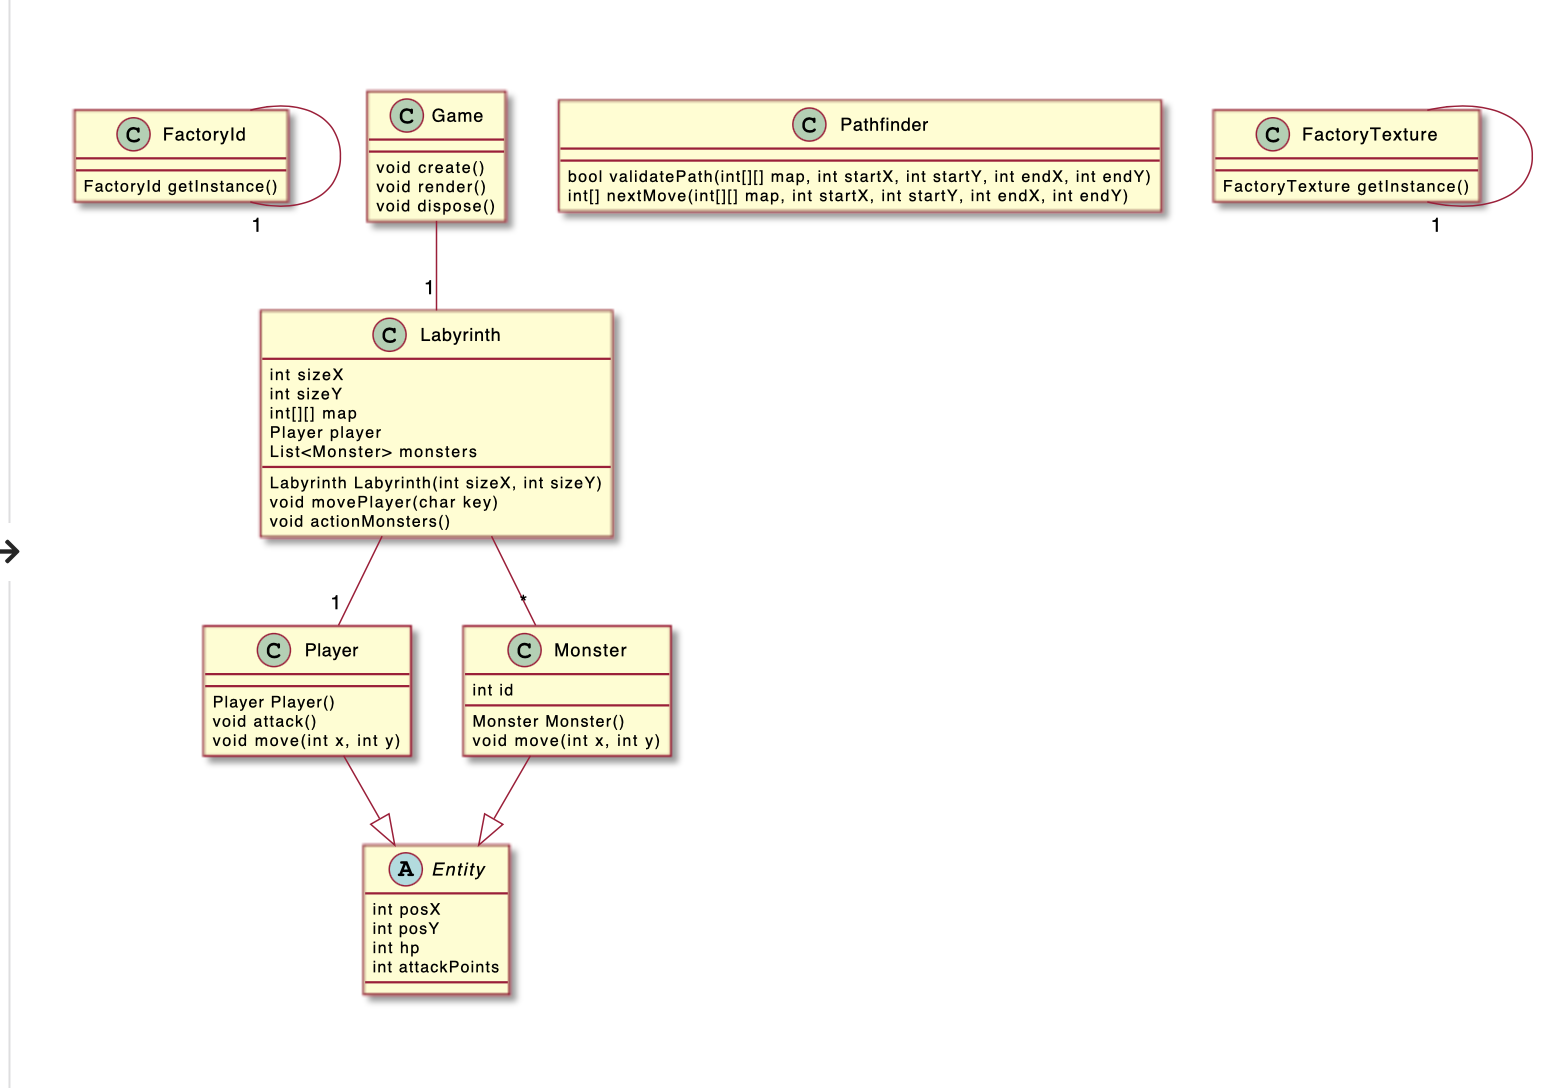 C FactoryId
FactoryId getInstance()
1
C Game
void create()
void render()
void dispose()
C Pathfinder
bool validatePath(int[][] map, int startX, int startY, int endX, int endY)
int[] nextMove(int[][] map, int startX, int startY, int endX, int endY)
C FactoryTexture
FactoryTexture getInstance()
1
1
C Labyrinth
int sizeX
int sizeY
int[][] map
Player player
List<Monster> monsters
Labyrinth Labyrinth(int sizeX, int sizeY)
void movePlayer(char key)
void actionMonsters()
1
*
C Player
Player Player()
void attack()
void move(int x, int y)
C Monster
int id
Monster Monster()
void move(int x, int y)
A Entity
int posX
int posY
int hp
int attackPoints